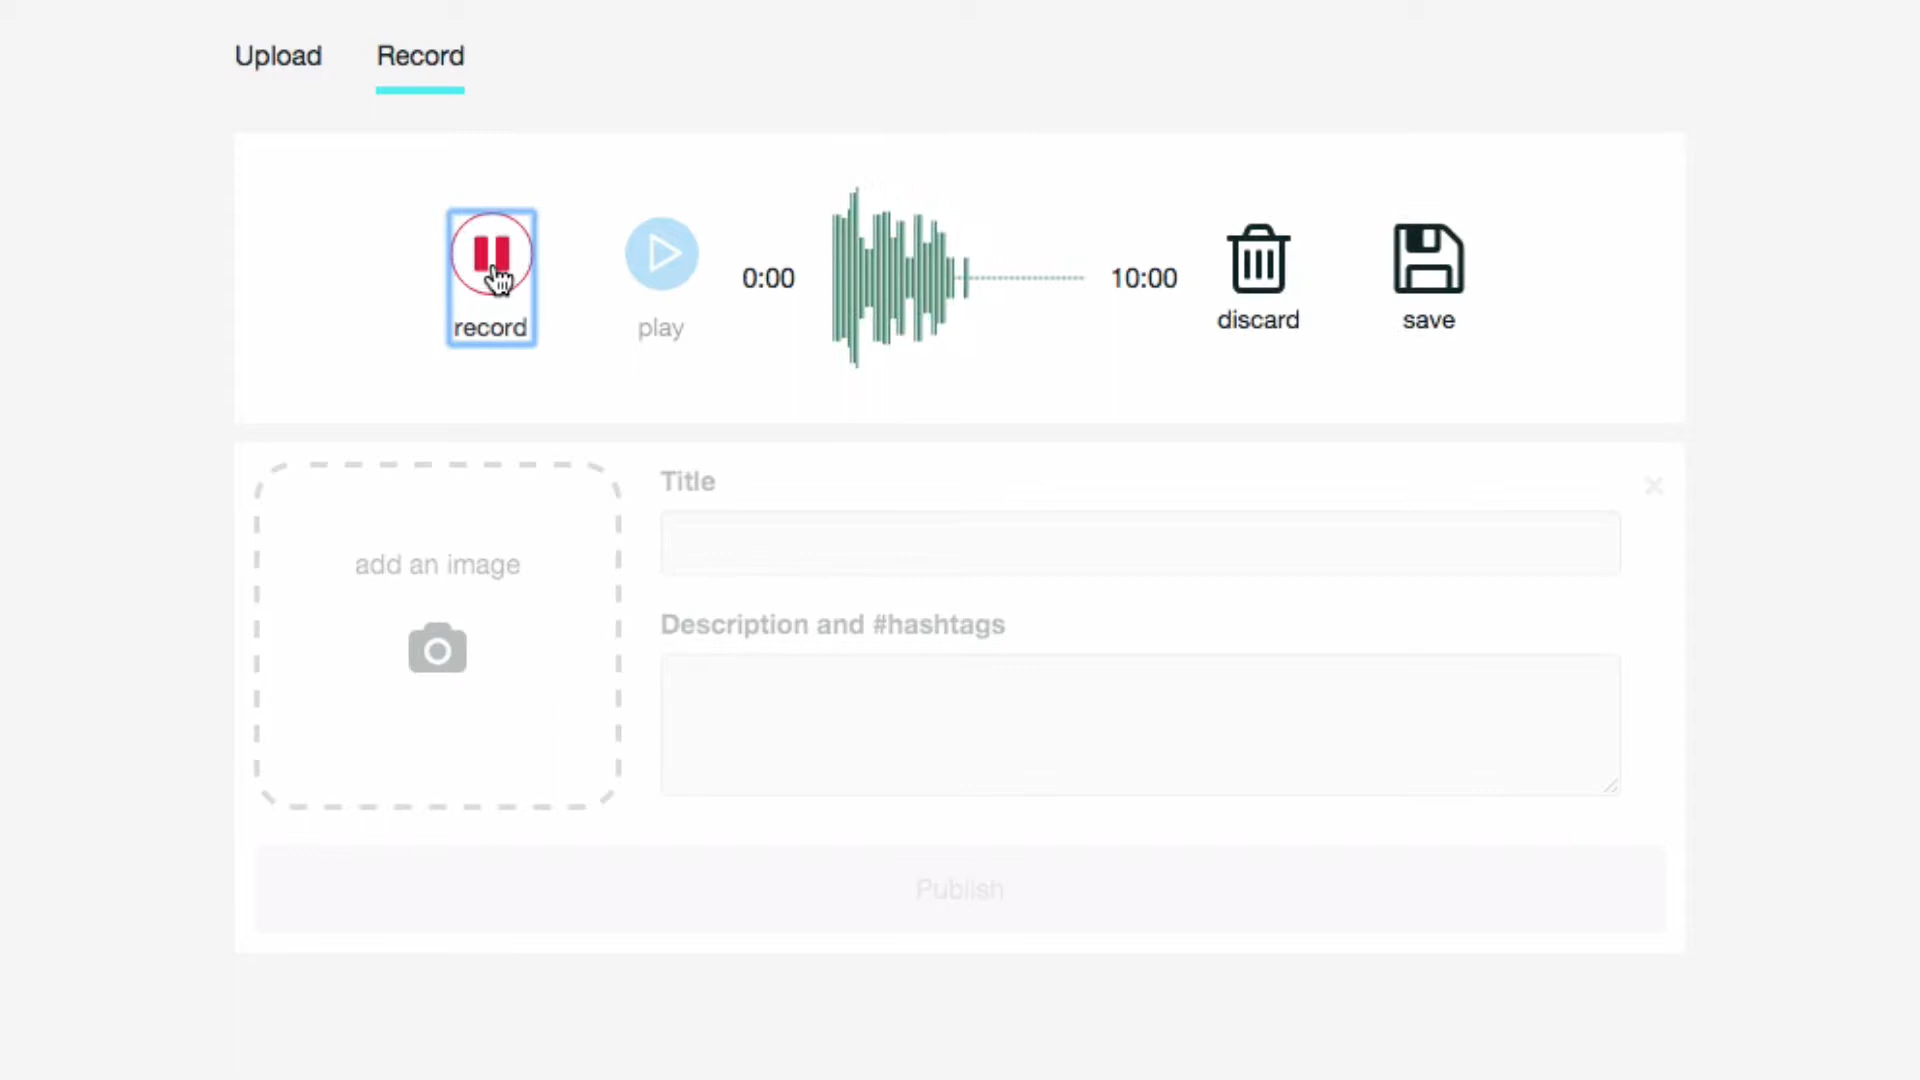 Upload Record
record play 0:00 10:00 discard save
Title
add an image
Description and #hashtags
Publish